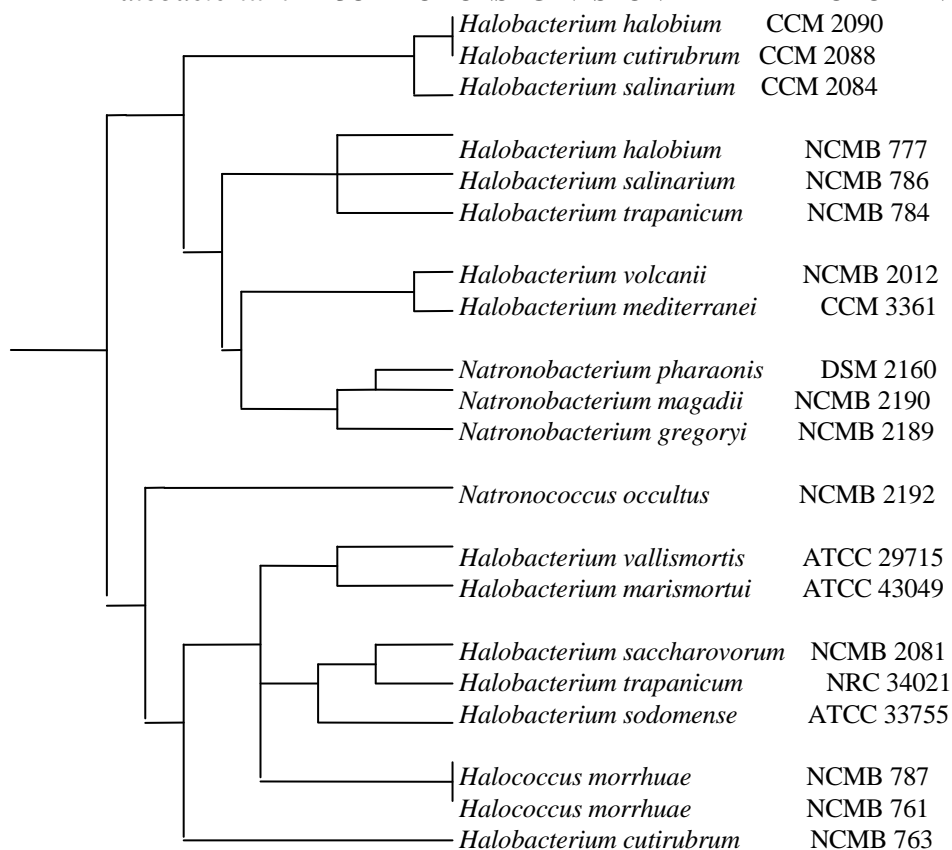 Halobacterium halobium CCM 2090
Halobacterium cutirubrum CCM 2088
Halobacterium salinarium CCM 2084
Halobacterium halobium NCMB 777
Halobacterium salinarium NCMB 786
Halobacterium trapanicum NCMB 784
Halobacterium volcanii NCMB 2012
Halobacterium mediterranei CCM 3361
Natronobacterium pharaonis DSM 2160
Natronobacterium magadii NCMB 2190
Natronobacterium gregoryi NCMB 2189
Natronococcus occultus NCMB 2192
Halobacterium vallismortis ATCC 29715
Halobacterium marismortui ATCC 43049
Halobacterium saccharovorum NCMB 2081
Halobacterium trapanicum NRC 34021
Halobacterium sodomense ATCC 33755
Halococcus morrhuae NCMB 787
Halococcus morrhuae NCMB 761
Halobacterium cutirubrum NCMB 763